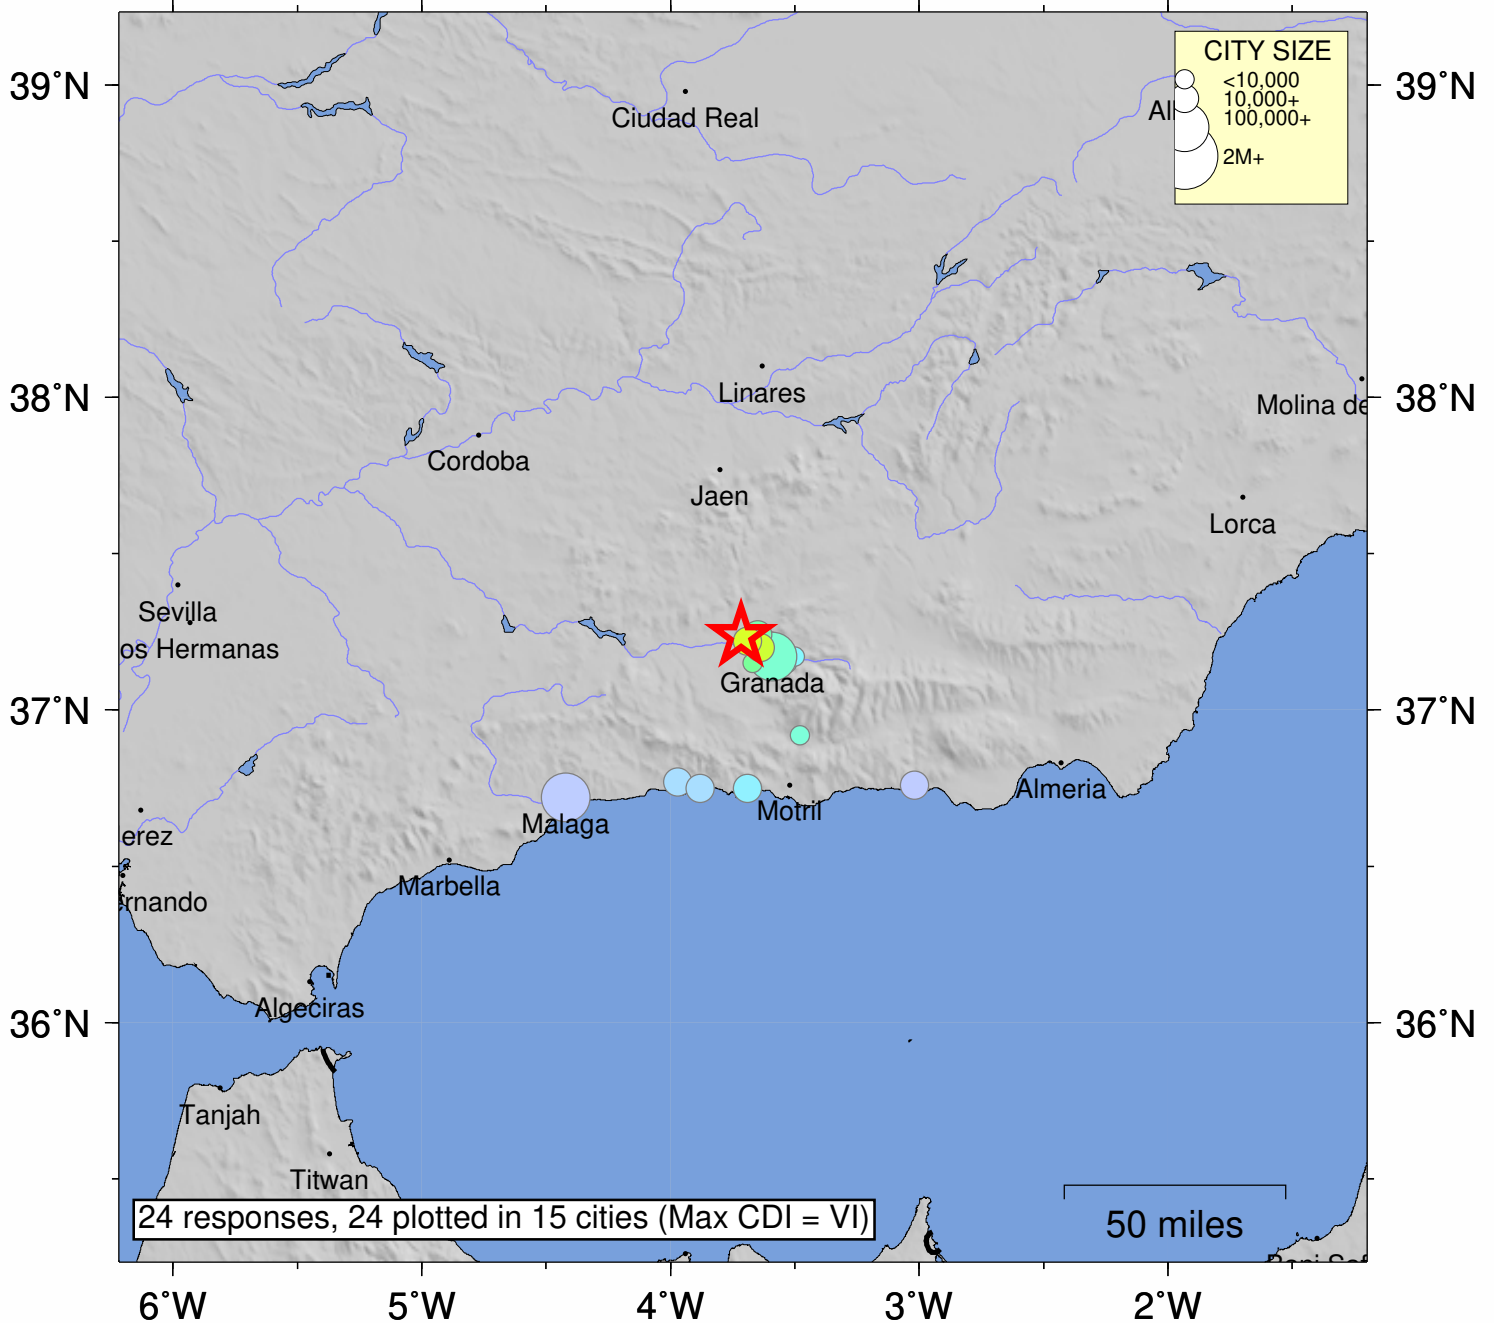 CITY SIZE
<10,000
10,000+
100,000+
2M+
39°N
39°N
Ciudad Real
Al
38°N
38°N
Linares
Molina de
Cordoba
Jaen
Lorca
Sevilla
os Hermanas
Granada
37°N
37°N
Almeria
Motril
Malaga
erez
Marbella
rnando
Algeciras
36°N
36°N
Tanjah
Titwan
24 responses, 24 plotted in 15 cities (Max CDI = VI)
50 miles
6°W
5°W
4°W
3°W
2°W